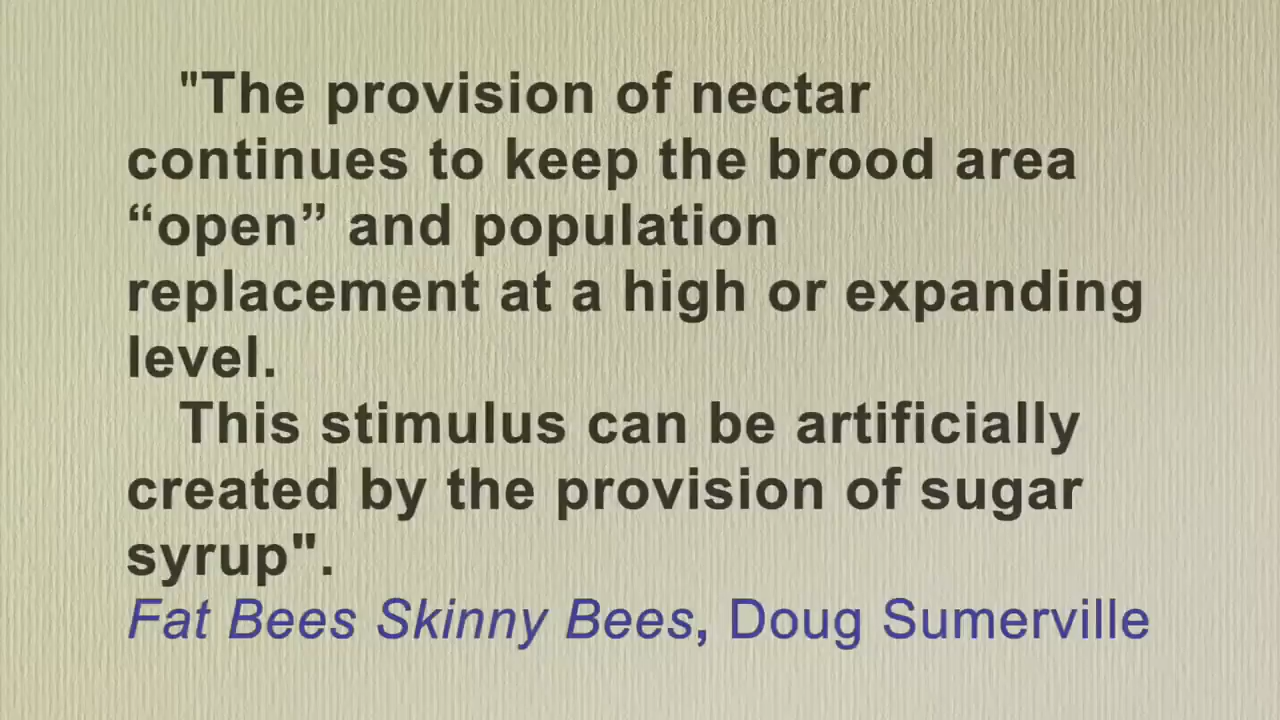 "The provision of nectar
continues to keep the brood area
“open” and population
replacement at a high or expanding
level.
This stimulus can be artificially
created by the provision of sugar
syrup".
Fat Bees Skinny Bees, Doug Sumerville